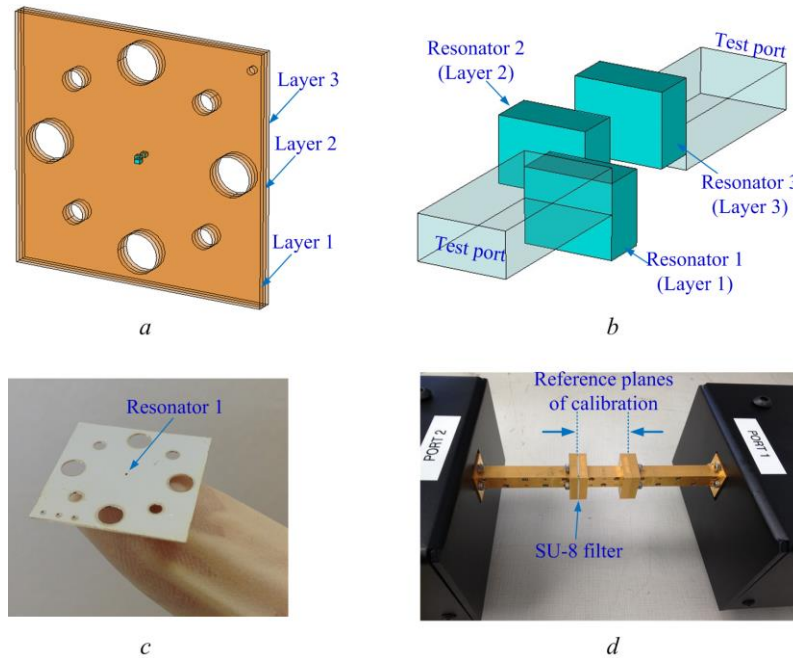 Layer 3
Layer 2
Layer 1
a
Resonator 2
(Layer 2)
Test port
Resonator 3
(Layer 3)
Test port
Resonator 1
(Layer 1)
b
Resonator 1
c
Reference planes
of calibration
PORT 2
PORT 1
SU-8 filter
d